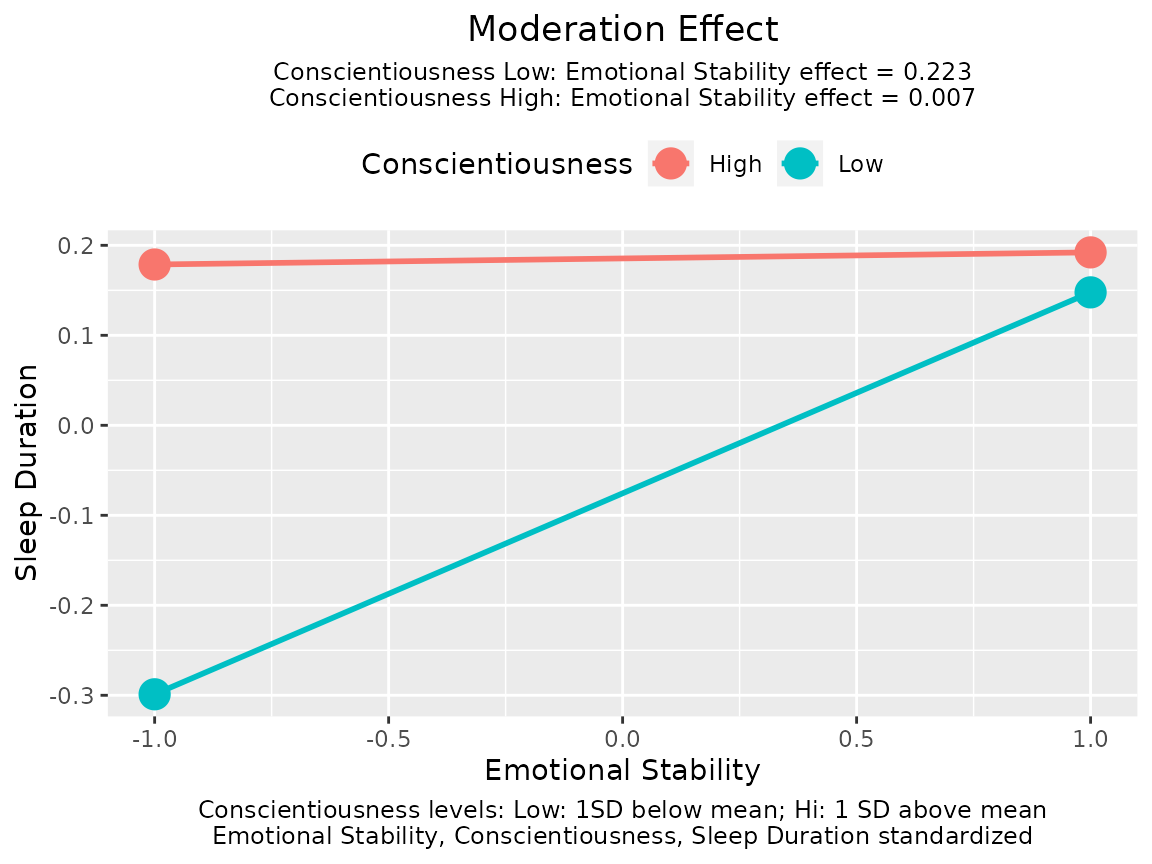 Moderation Effect
Conscientiousness Low: Emotional Stability effect = 0.223
Conscientiousness High: Emotional Stability effect = 0.007
Conscientiousness High Low
0.2
0.1
0.0
-0.1
-0.2
-0.3
Sleep Duration
-1.0 -0.5 0.0 0.5 1.0
Emotional Stability
Conscientiousness levels: Low: 1SD below mean; Hi: 1 SD above mean
Emotional Stability, Conscientiousness, Sleep Duration standardized